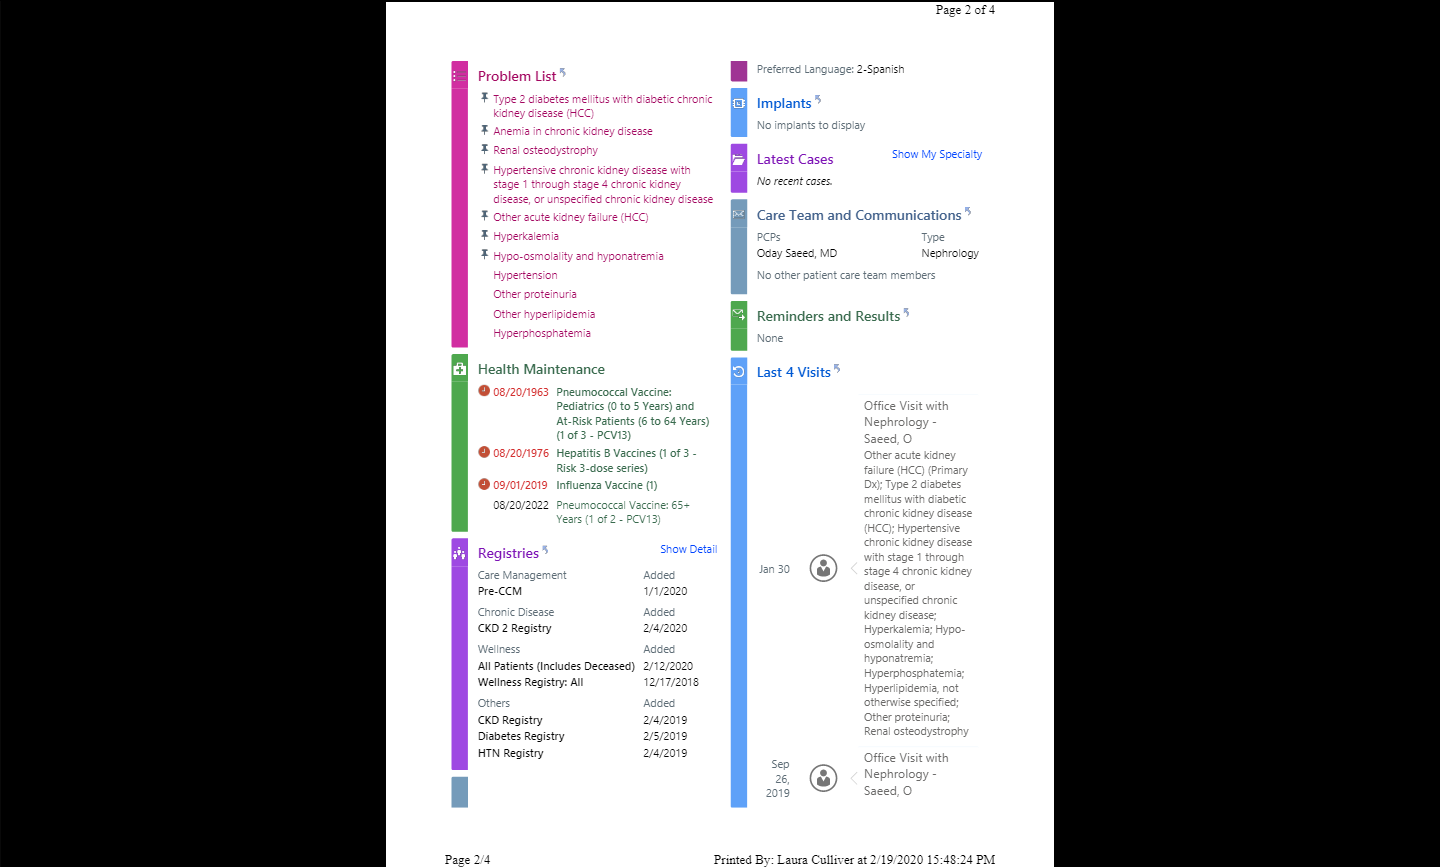 Page 2 of 4
Problem List
Type 2 diabetes mellitus with diabetic chronic
kidney disease (HCC)
Anemia in chronic kidney disease
Renal osteodystrophy
Hypertensive chronic kidney disease with
stage 1 through stage 4 chronic kidney
disease, or unspecified chronic kidney disease
Other acute kidney failure (HCC)
Hyperkalemia
Hypo-osmolality and hyponatremia
Hypertension
Other proteinuria
Other hyperlipidemia
Hyperphosphatemia
Health Maintenance
08/20/1963 Pneumococcal Vaccine:
Pediatrics (0 to 5 Years) and
At-Risk Patients (6 to 64 Years)
(1 of 3 - PCV13)
08/20/1976 Hepatitis B Vaccines (1 of 3 -
Risk 3-dose series)
09/01/2019 Influenza Vaccine (1)
08/20/2022 Pneumococcal Vaccine: 65+
Years (1 of 2 - PCV13)
Registries Show Detail
Care Management Added
Pre-CCM 1/1/2020
Chronic Disease Added
CKD 2 Registry 2/4/2020
Wellness Added
All Patients (Includes Deceased) 2/12/2020
Wellness Registry: All 12/17/2018
Others Added
CKD Registry 2/4/2019
Diabetes Registry 2/5/2019
HTN Registry 2/4/2019
Preferred Language: 2-Spanish
Implants
No implants to display
Latest Cases Show My Specialty
No recent cases.
Care Team and Communications
PCPs Type
Oday Saeed, MD Nephrology
No other patient care team members
Reminders and Results
None
Last 4 Visits
Office Visit with
Nephrology -
Saeed, O
Other acute kidney
failure (HCC) (Primary
Dx); Type 2 diabetes
mellitus with diabetic
chronic kidney disease
(HCC); Hypertensive
chronic kidney disease
with stage 1 through
Jan 30 stage 4 chronic kidney
disease, or
unspecified chronic
kidney disease;
Hyperkalemia; Hypo-
osmolality and
hyponatremia;
Hyperphosphatemia;
Hyperlipidemia, not
otherwise specified;
Other proteinuria;
Renal osteodystrophy
Sep
26,
2019
Office Visit with
Nephrology -
Saeed, O
Page 2/4
Printed By: Laura Culliver at 2/19/2020 15:48:24 PM